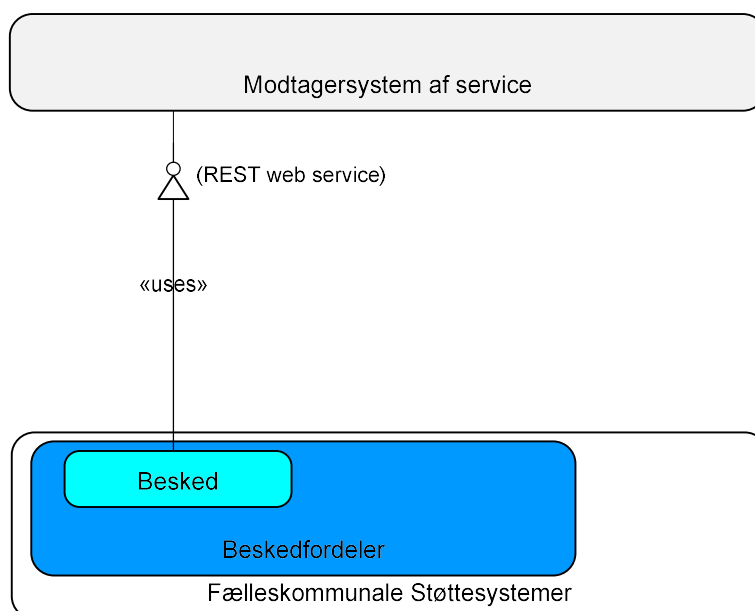 Modtagersystem af service
(REST web service)
«uses»
Besked
Beskedfordeler
Fælleskommunale Støttesystemer